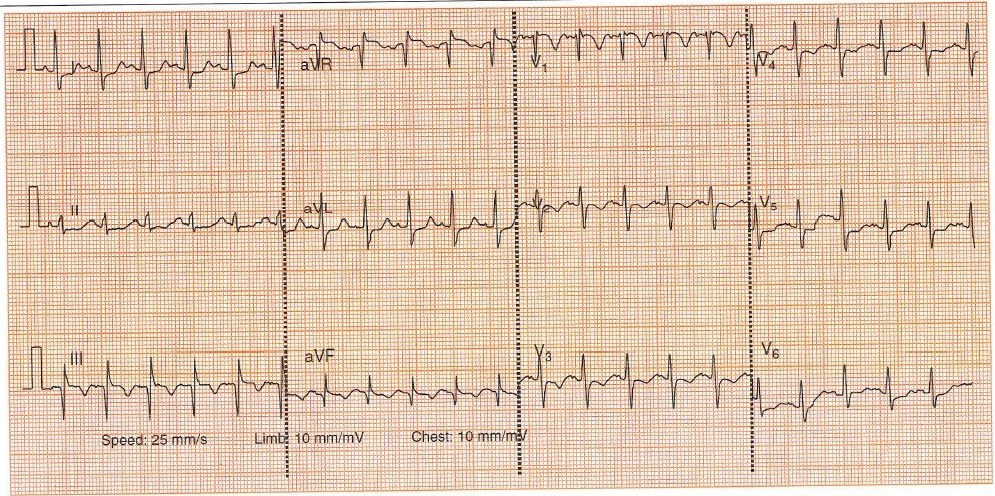 aVR V1 V4
II aVL V5
III aVF V3 V6
Speed: 25 mm/s Limb: 10 mm/mV Chest: 10 mm/mV